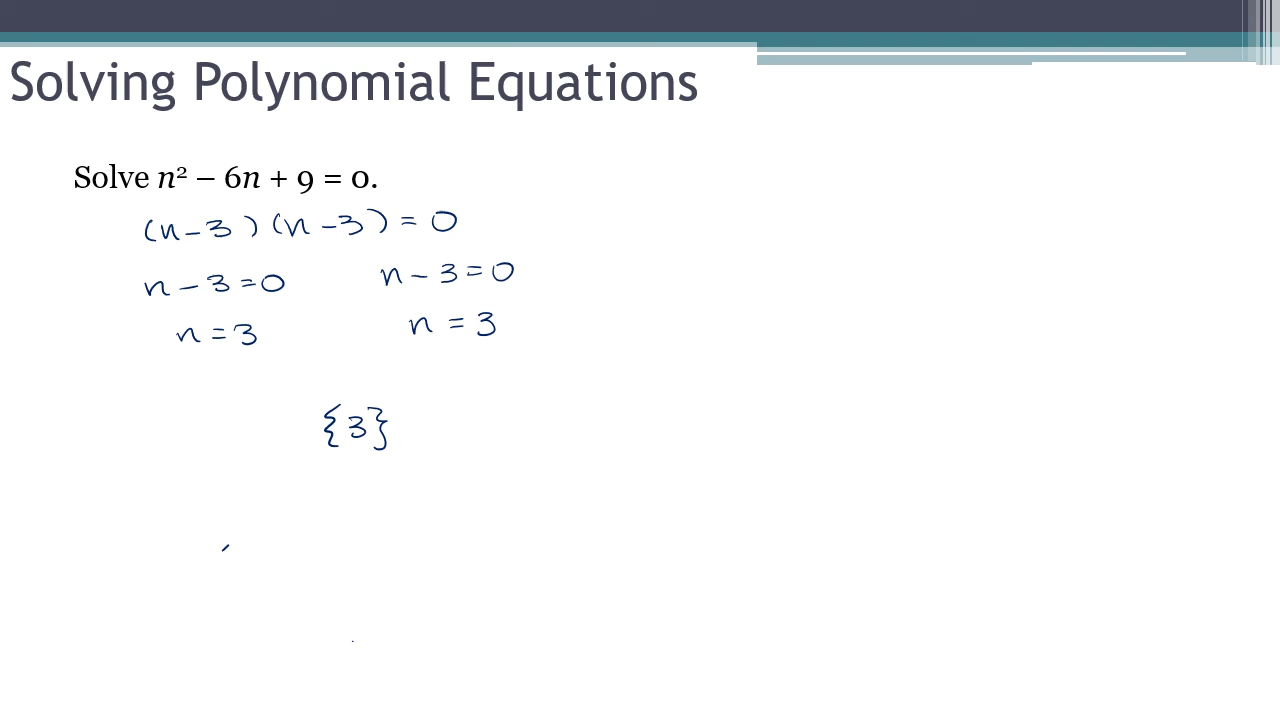 Solving Polynomial Equations
Solve n² – 6n + 9 = 0.
(n – 3)(n – 3) = 0
n – 3 = 0 n – 3 = 0
n = 3 n = 3
{3}